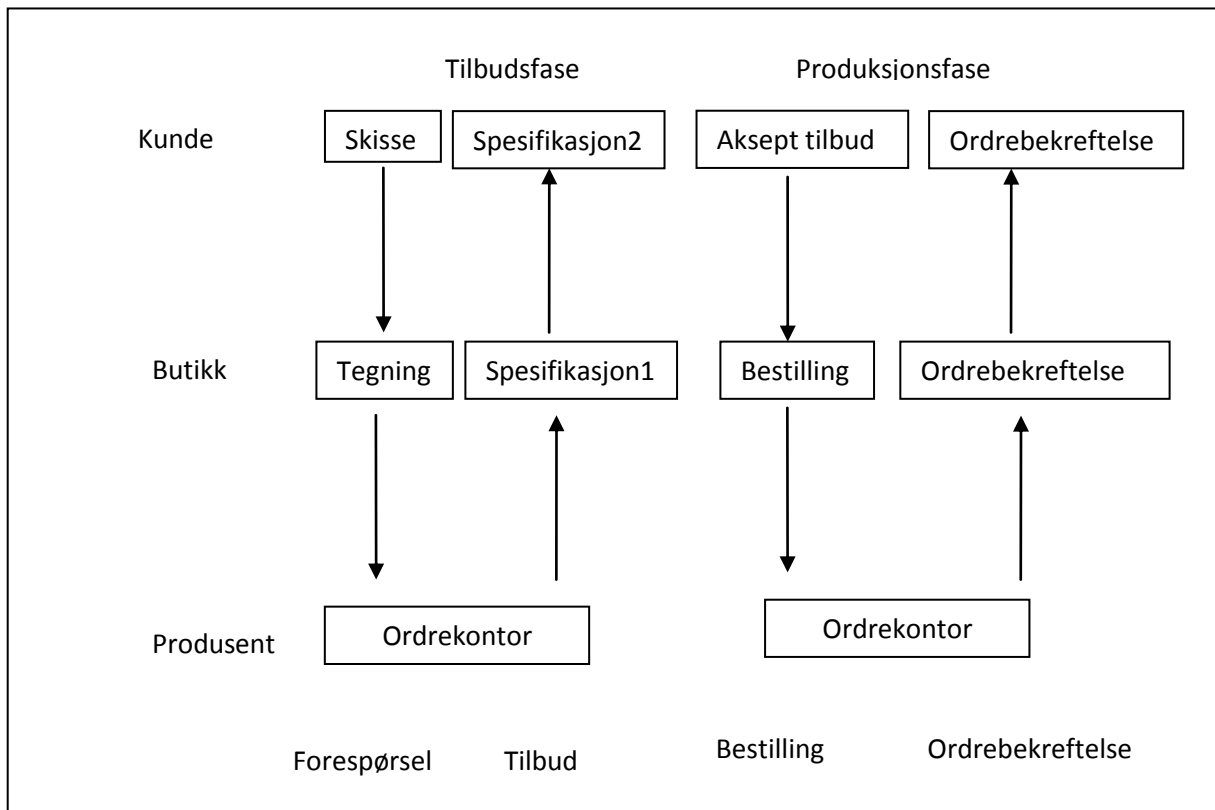 Tilbudsfase Produksjonsfase
Kunde Skisse Spesifikasjon2 Aksept tilbud Ordrebekreftelse
Butikk Tegning Spesifikasjon1 Bestilling Ordrebekreftelse
Produsent Ordrekontor Ordrekontor
Forespørsel Tilbud Bestilling Ordrebekreftelse